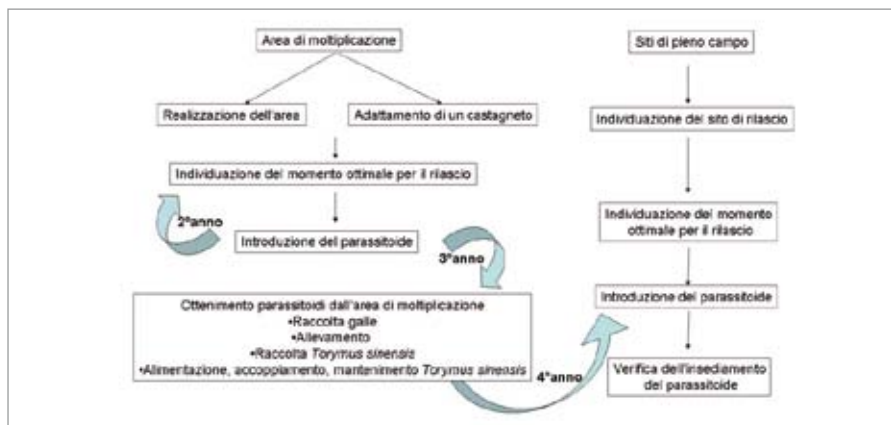 Area di moltiplicazione
Realizzazione dell'area
Adattamento di un castagneto
Individuazione del momento ottimale per il rilascio
2°anno
Introduzione del parassitoide
3°anno
Ottenimento parassitoidi dall'area di moltiplicazione
•Raccolta galle
•Allevamento
•Raccolta Torymus sinensis
•Alimentazione, accoppiamento, mantenimento Torymus sinensis
4°anno
Siti di pieno campo
Individuazione del sito di rilascio
Individuazione del momento
ottimale per il rilascio
Introduzione del parassitoide
Verifica dell'insediamento
del parassitoide